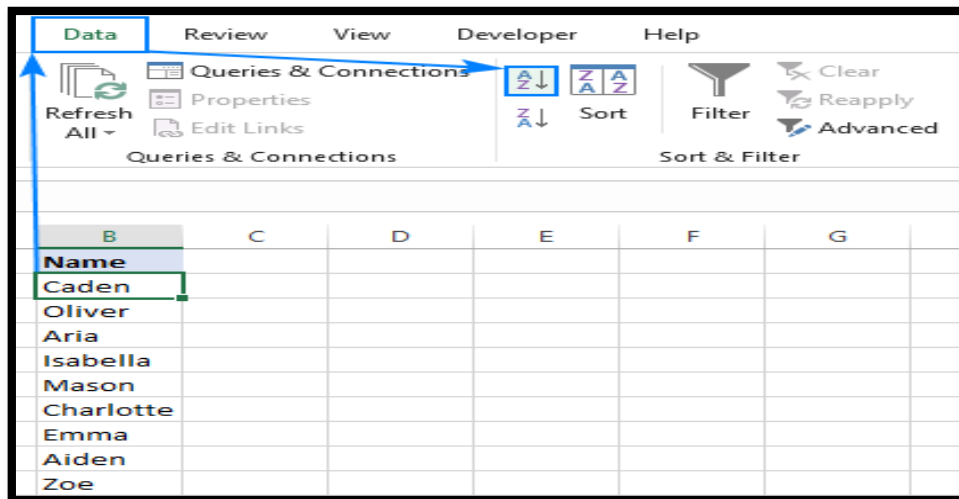 Data Review View Developer Help
Queries & Connections
Refresh All
Properties
Edit Links
Queries & Connections
A Z
Z A
Z A A Z
Sort
Filter
Clear
Reapply
Advanced
Sort & Filter
B C D E F G
Name
Caden
Oliver
Aria
Isabella
Mason
Charlotte
Emma
Aiden
Zoe